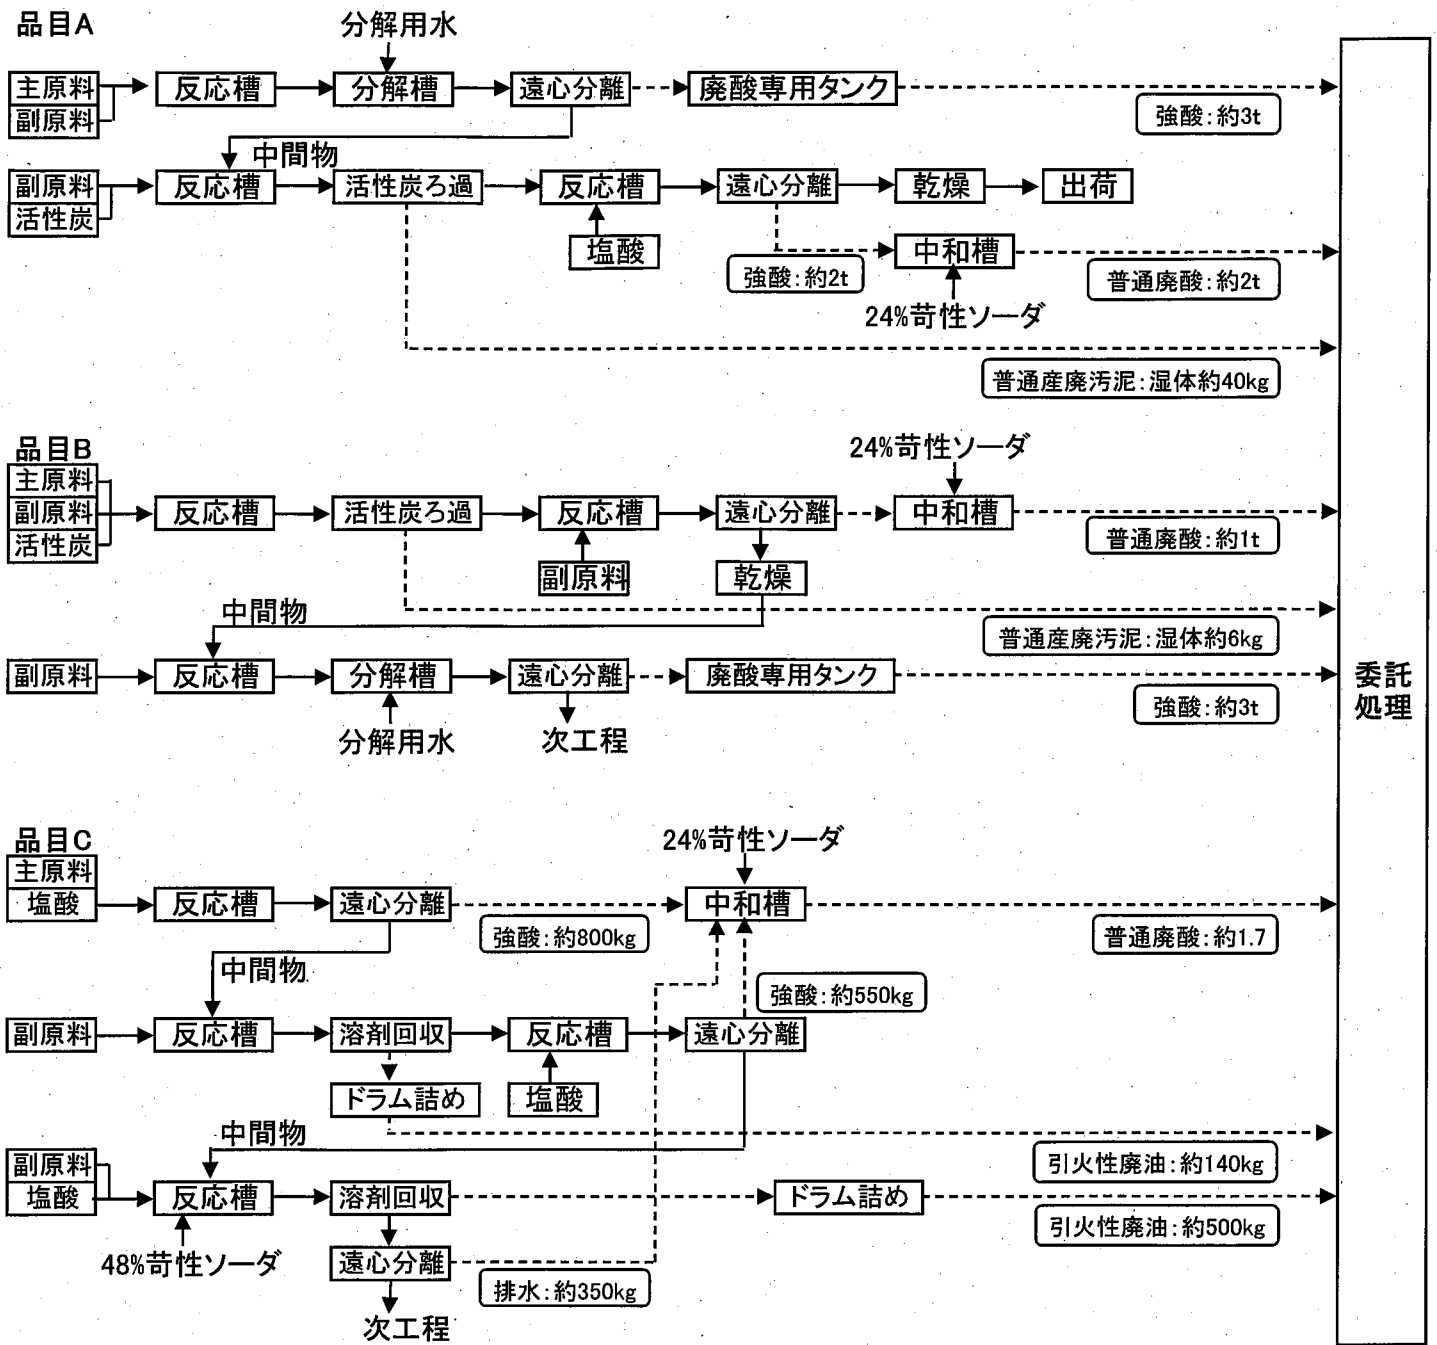 品目A
分解用水
主原料
副原料
反応槽
分解槽
遠心分離
廃酸専用タンク
強酸：約3t
中間物
副原料
活性炭
反応槽
活性炭ろ過
反応槽
遠心分離
乾燥
出荷
塩酸
強酸：約2t
中和槽
普通廃酸：約2t
24%苛性ソーダ
普通産廃汚泥：湿体約40kg
品目B
24%苛性ソーダ
主原料
副原料
活性炭
反応槽
活性炭ろ過
反応槽
遠心分離
中和槽
普通廃酸：約1t
副原料
乾燥
中間物
普通産廃汚泥：湿体約6kg
副原料
反応槽
分解槽
遠心分離
廃酸専用タンク
強酸：約3t
委託
処理
分解用水
次工程
品目C
24%苛性ソーダ
主原料
塩酸
反応槽
遠心分離
中和槽
強酸：約800kg
普通廃酸：約1.7
中間物
強酸：約550kg
副原料
反応槽
溶剤回収
反応槽
遠心分離
ドラム詰め
塩酸
中間物
引火性廃油：約140kg
副原料
塩酸
反応槽
溶剤回収
ドラム詰め
引火性廃油：約500kg
48%苛性ソーダ
遠心分離
排水：約350kg
次工程